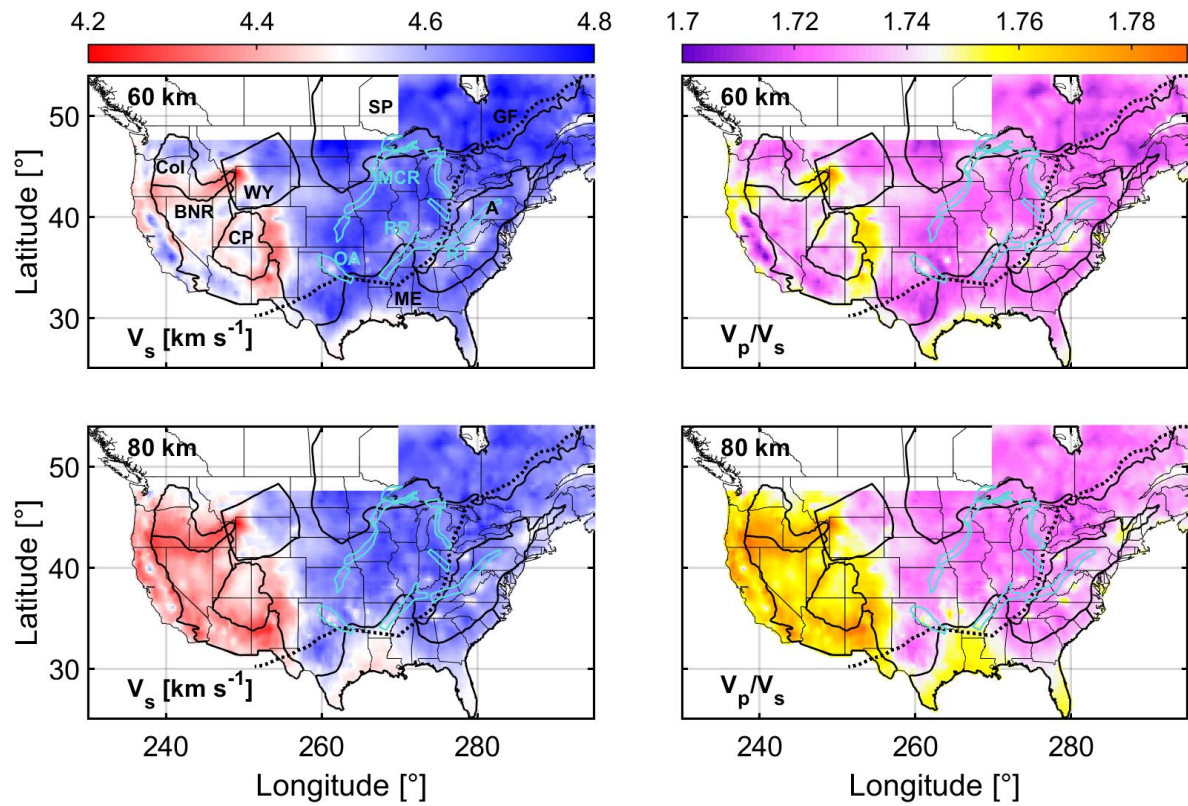 4.2 4.4 4.6 4.8
1.7 1.72 1.74 1.76 1.78
60 km
SP
GF
Col
MCR
WY
BNR
A
CP
RR
RT
OA
ME
Vs [km s-1]
50
40
30
Latitude [°]
60 km
Vp/Vs
80 km
Vs [km s-1]
50
40
30
Latitude [°]
240 260 280
Longitude [°]
80 km
Vp/Vs
240 260 280
Longitude [°]